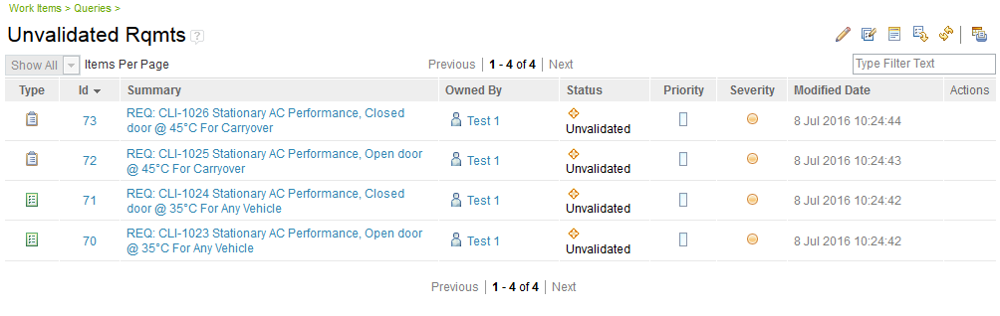 Work Items > Queries >
Unvalidated Rqmts ?
Show All Items Per Page Previous 1 - 4 of 4 Next Type Filter Text
Type Id Summary Owned By Status Priority Severity Modified Date Actions
73 REQ: CLI-1026 Stationary AC Performance, Closed
door @ 45°C For Carryover Test 1 Unvalidated 8 Jul 2016 10:24:44
72 REQ: CLI-1025 Stationary AC Performance, Open door
@ 45°C For Carryover Test 1 Unvalidated 8 Jul 2016 10:24:43
71 REQ: CLI-1024 Stationary AC Performance, Closed
door @ 35°C For Any Vehicle Test 1 Unvalidated 8 Jul 2016 10:24:42
70 REQ: CLI-1023 Stationary AC Performance, Open door
@ 35°C For Any Vehicle Test 1 Unvalidated 8 Jul 2016 10:24:42
Previous 1 - 4 of 4 Next